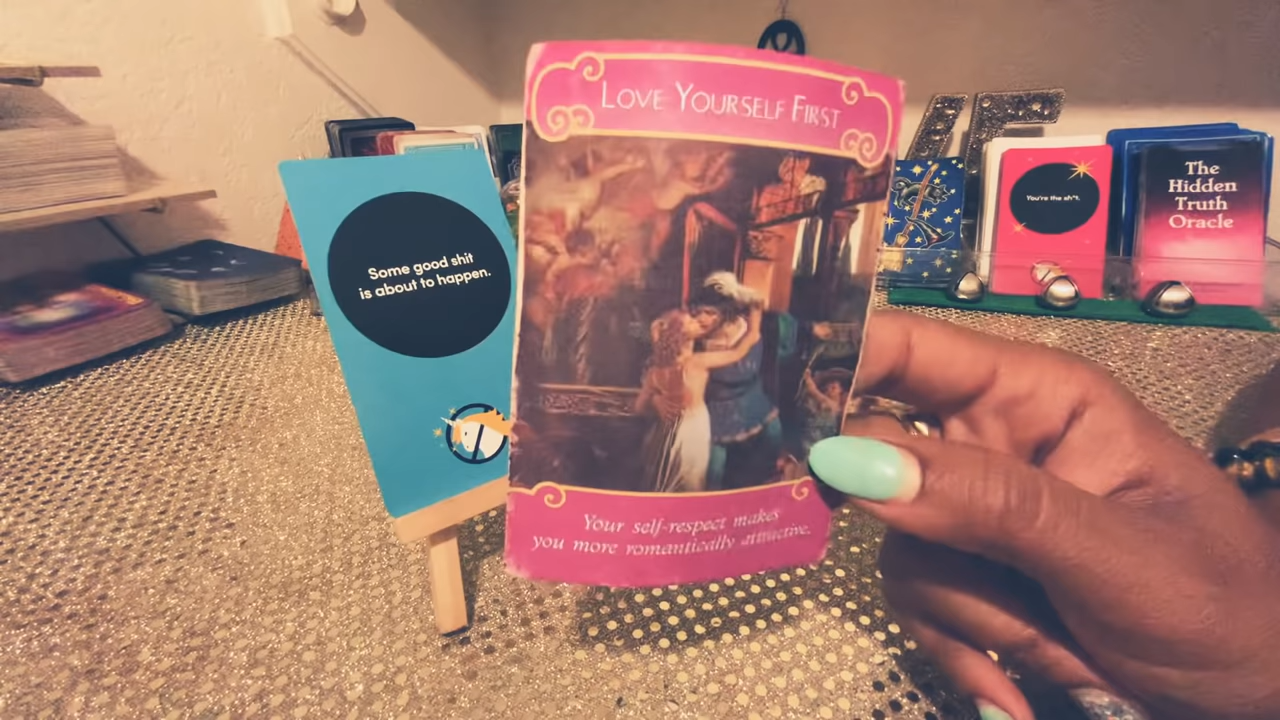 Some good shit
is about to happen.
LOVE YOURSELF FIRST
Your self-respect makes
you more romantically attractive.
You're the sh*t.
The
Hidden
Truth
Oracle